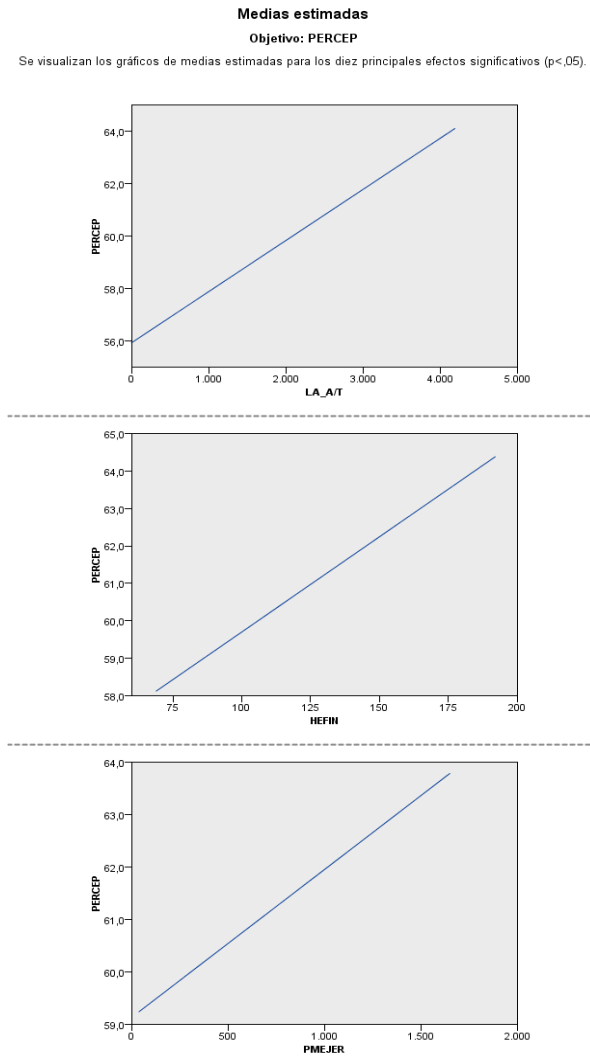 Medias estimadas
Objetivo: PERCEP
Se visualizan los gráficos de medias estimadas para los diez principales efectos significativos (p<,05).
64,0
62,0
60,0
58,0
56,0
PERCEP
0 1.000 2.000 3.000 4.000 5.000
LA_A/T
65,0
64,0
63,0
62,0
61,0
60,0
59,0
58,0
PERCEP
75 100 125 150 175 200
HEFIN
64,0
63,0
62,0
61,0
60,0
59,0
PERCEP
0 500 1.000 1.500 2.000
PMEJER